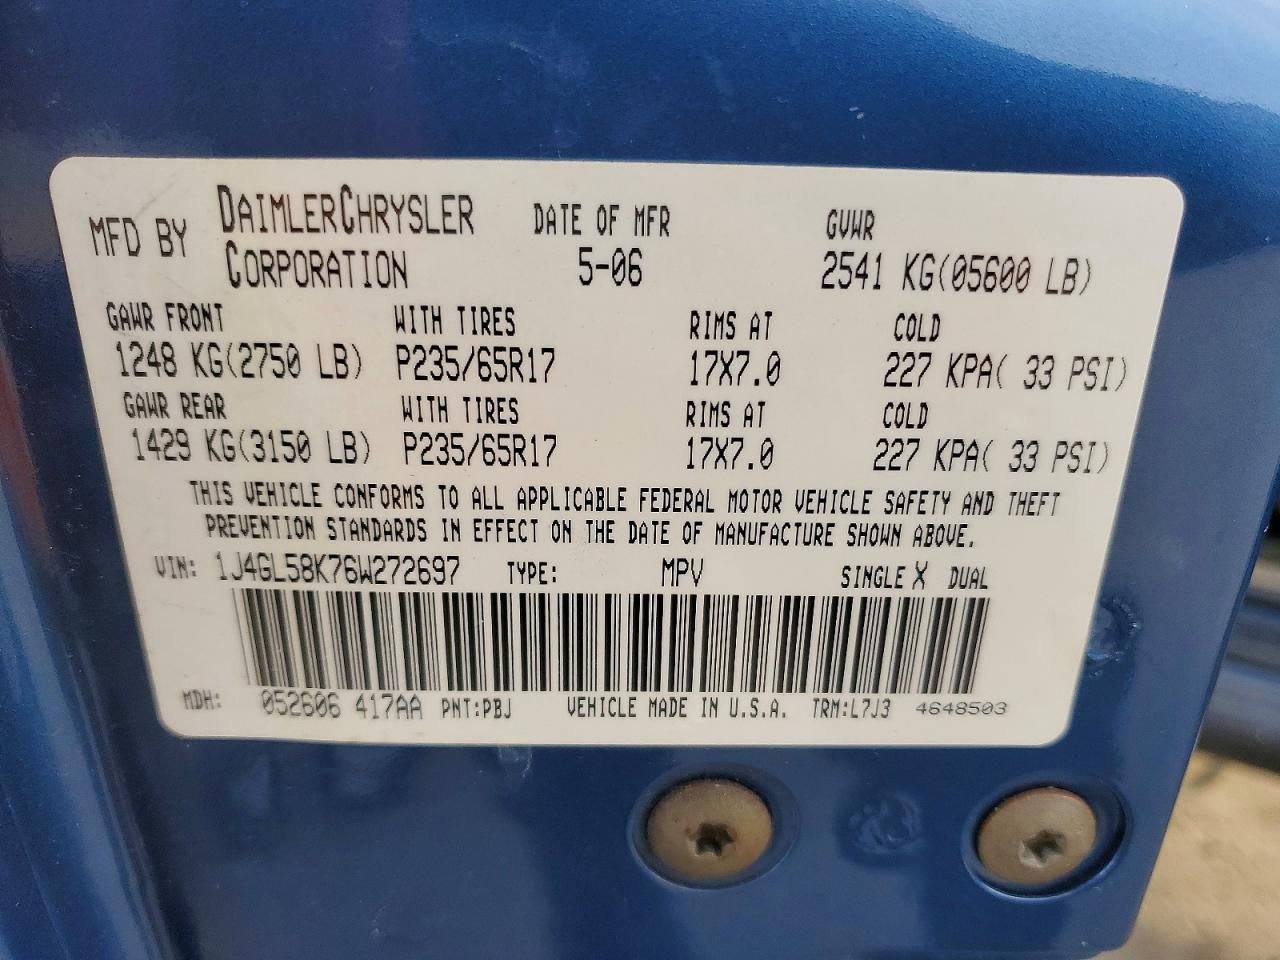 MFD BY DAIMLERCHRYSLER CORPORATION DATE OF MFR 5-06 GVWR 2541 KG(05600 LB)
GAWR FRONT WITH TIRES RIMS AT COLD
1248 KG(2750 LB) P235/65R17 17X7.0 227 KPA( 33 PSI)
GAWR REAR WITH TIRES RIMS AT COLD
1429 KG(3150 LB) P235/65R17 17X7.0 227 KPA( 33 PSI)
THIS VEHICLE CONFORMS TO ALL APPLICABLE FEDERAL MOTOR VEHICLE SAFETY AND THEFT
PREVENTION STANDARDS IN EFFECT ON THE DATE OF MANUFACTURE SHOWN ABOVE.
VIN: 1J4GL58K76W272697 TYPE: MPV SINGLE X DUAL
MDH: 052606 417AA PNT:PBJ VEHICLE MADE IN U.S.A. TRM:L7J3 4648503